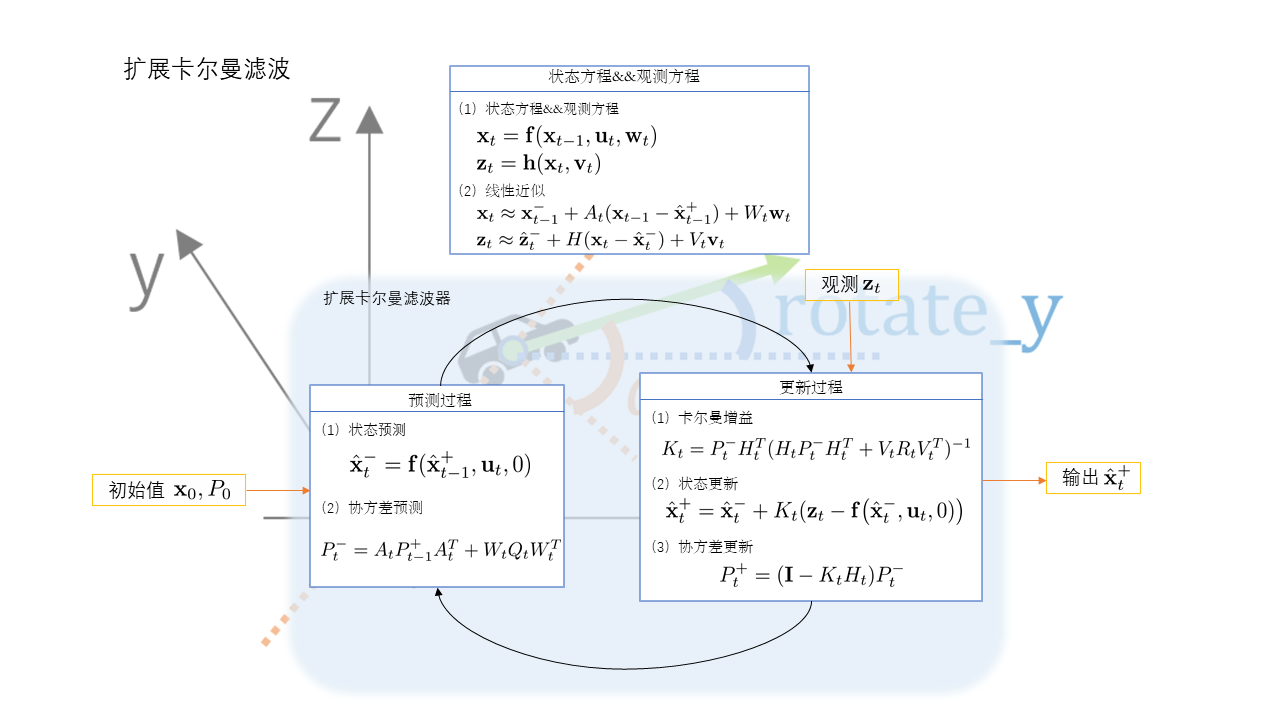 扩展卡尔曼滤波
状态方程&&观测方程
(1) 状态方程&&观测方程
$\mathbf{x}_t = \mathbf{f}(\mathbf{x}_{t-1}, \mathbf{u}_t, \mathbf{w}_t)$
$\mathbf{z}_t = \mathbf{h}(\mathbf{x}_t, \mathbf{v}_t)$
(2) 线性近似
$\mathbf{x}_t \approx \mathbf{x}_{t-1}^- + A_t(\mathbf{x}_{t-1} - \hat{\mathbf{x}}_{t-1}^+) + W_t\mathbf{w}_t$
$\mathbf{z}_t \approx \hat{\mathbf{z}}_t^- + H(\mathbf{x}_t - \hat{\mathbf{x}}_t^-) + V_t\mathbf{v}_t$
Z
y
rotate_y
扩展卡尔曼滤波器
观测 $\mathbf{z}_t$
初始值 $\mathbf{x}_0, P_0$
预测过程
(1) 状态预测
$\hat{\mathbf{x}}_t^- = \mathbf{f}(\hat{\mathbf{x}}_{t-1}^+, \mathbf{u}_t, 0)$
(2) 协方差预测
$P_t^- = A_t P_{t-1}^+ A_t^T + W_t Q_t W_t^T$
更新过程
(1) 卡尔曼增益
$K_t = P_t^- H_t^T (H_t P_t^- H_t^T + V_t R_t V_t^T)^{-1}$
(2) 状态更新
$\hat{\mathbf{x}}_t^+ = \hat{\mathbf{x}}_t^- + K_t(\mathbf{z}_t - \mathbf{f}(\hat{\mathbf{x}}_t^-, \mathbf{u}_t, 0))$
(3) 协方差更新
$P_t^+ = (\mathbf{I} - K_t H_t) P_t^-$
输出 $\hat{\mathbf{x}}_t^+$